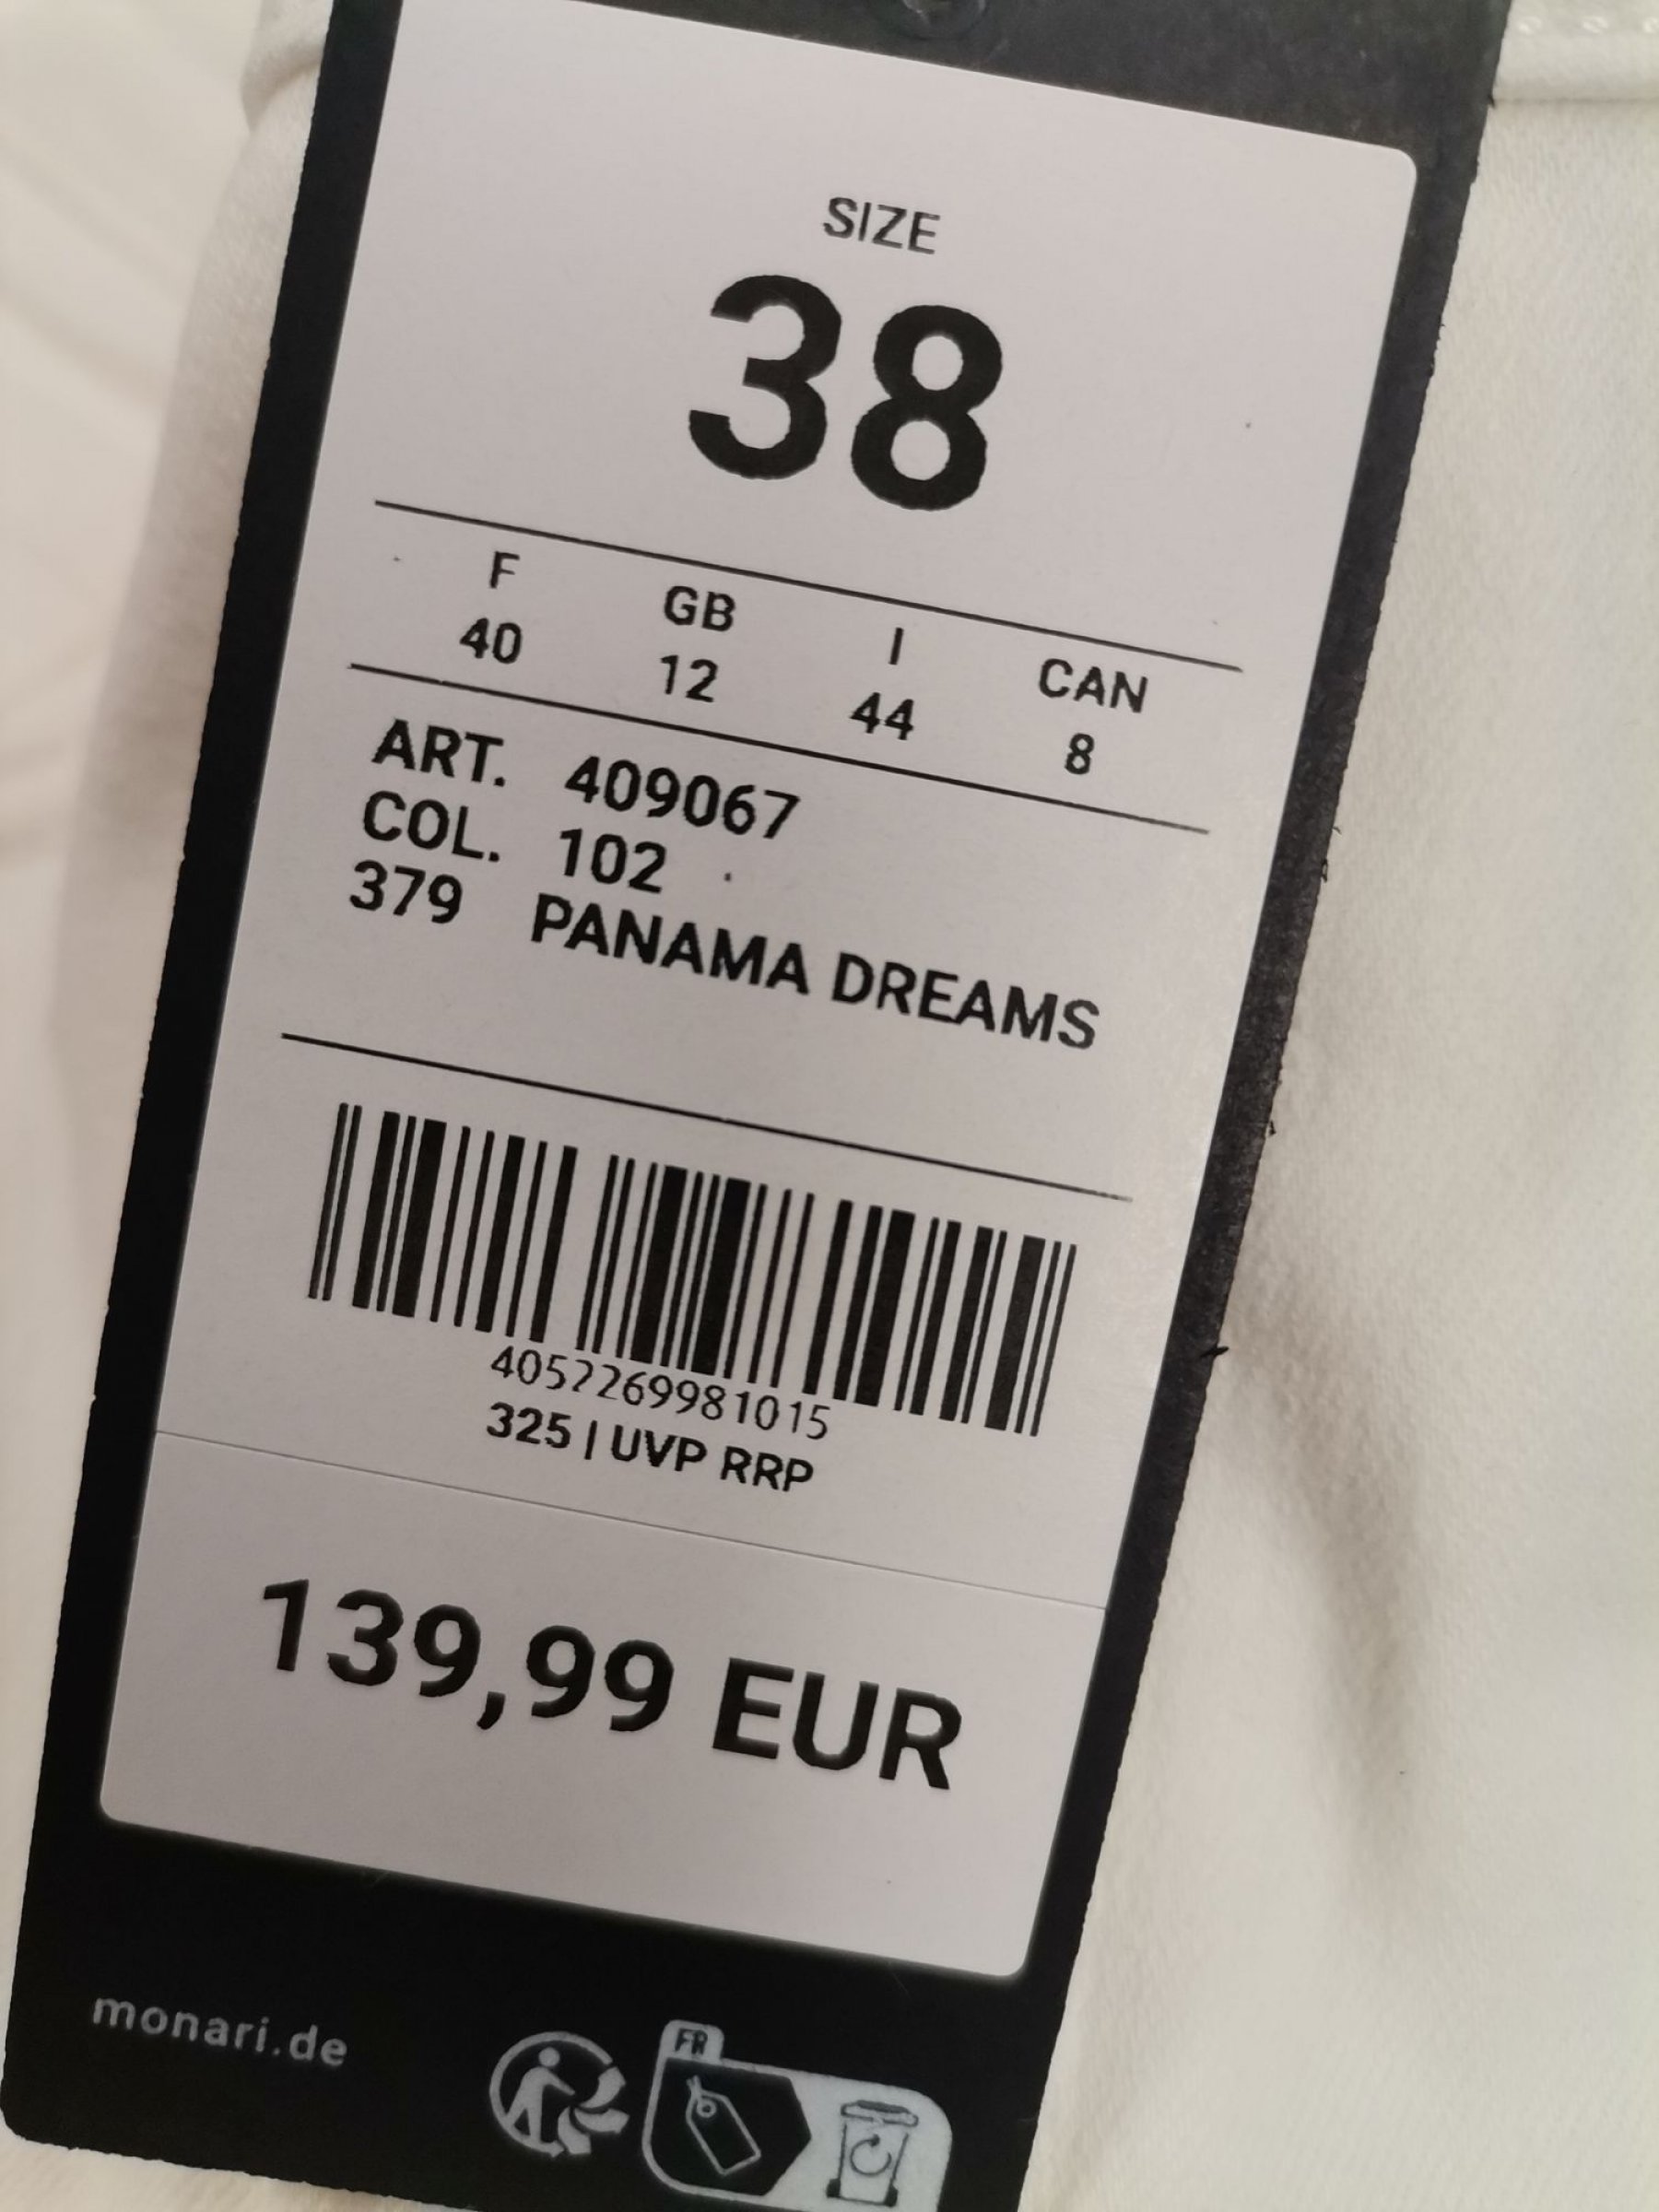 SIZE
38
F GB I CAN
40 12 44 8
ART. 409067
COL. 102
379 PANAMA DREAMS
4052269981015
325 | UVP RRP
139,99 EUR
monari.de
FR